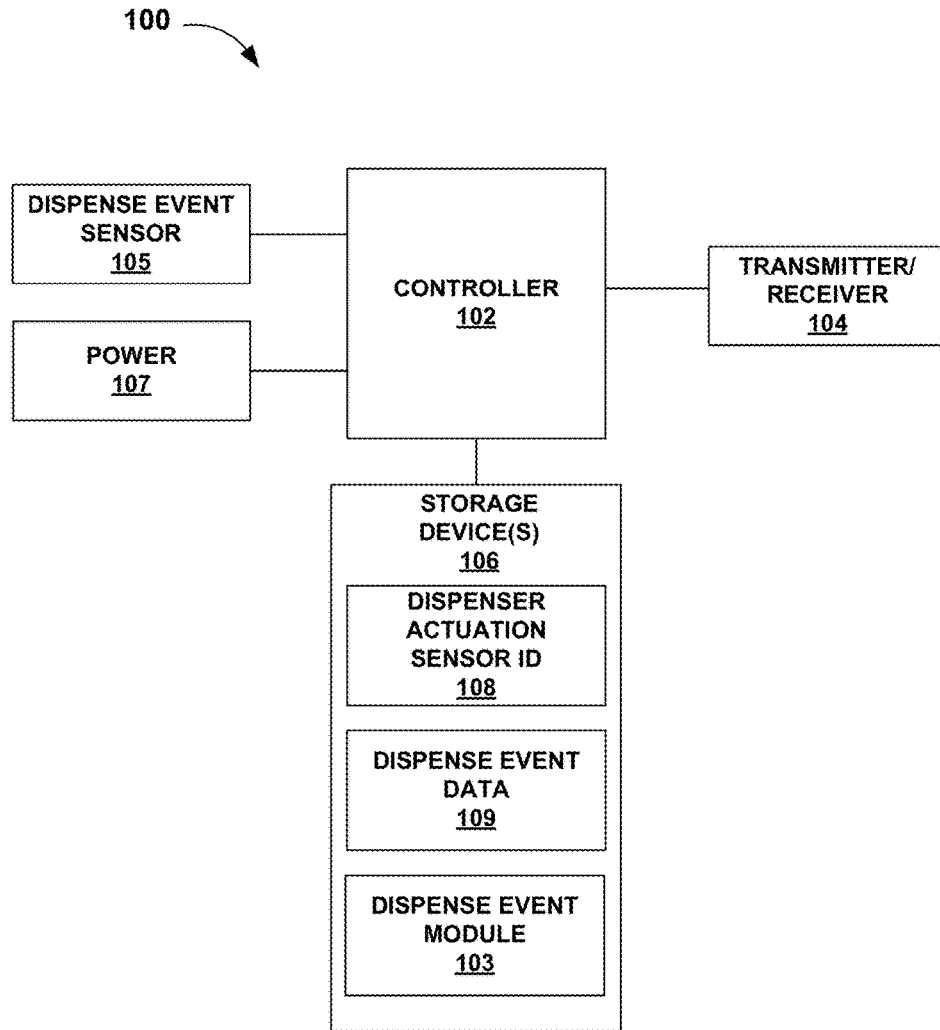 100
DISPENSE EVENT
SENSOR
105
POWER
107
CONTROLLER
102
TRANSMITTER/
RECEIVER
104
STORAGE
DEVICE(S)
106
DISPENSER
ACTUATION
SENSOR ID
108
DISPENSE EVENT
DATA
109
DISPENSE EVENT
MODULE
103